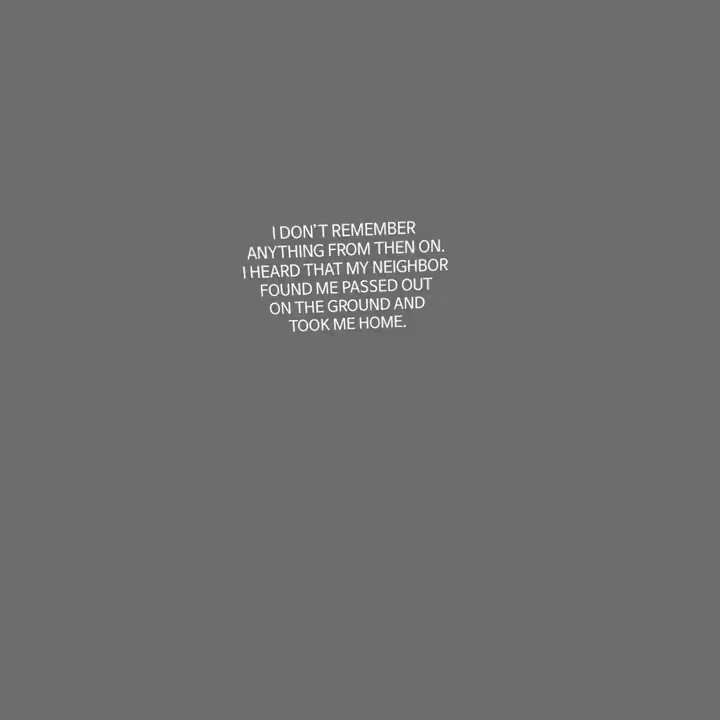 I DON'T REMEMBER
ANYTHING FROM THEN ON.
I HEARD THAT MY NEIGHBOR
FOUND ME PASSED OUT
ON THE GROUND AND
TOOK ME HOME.